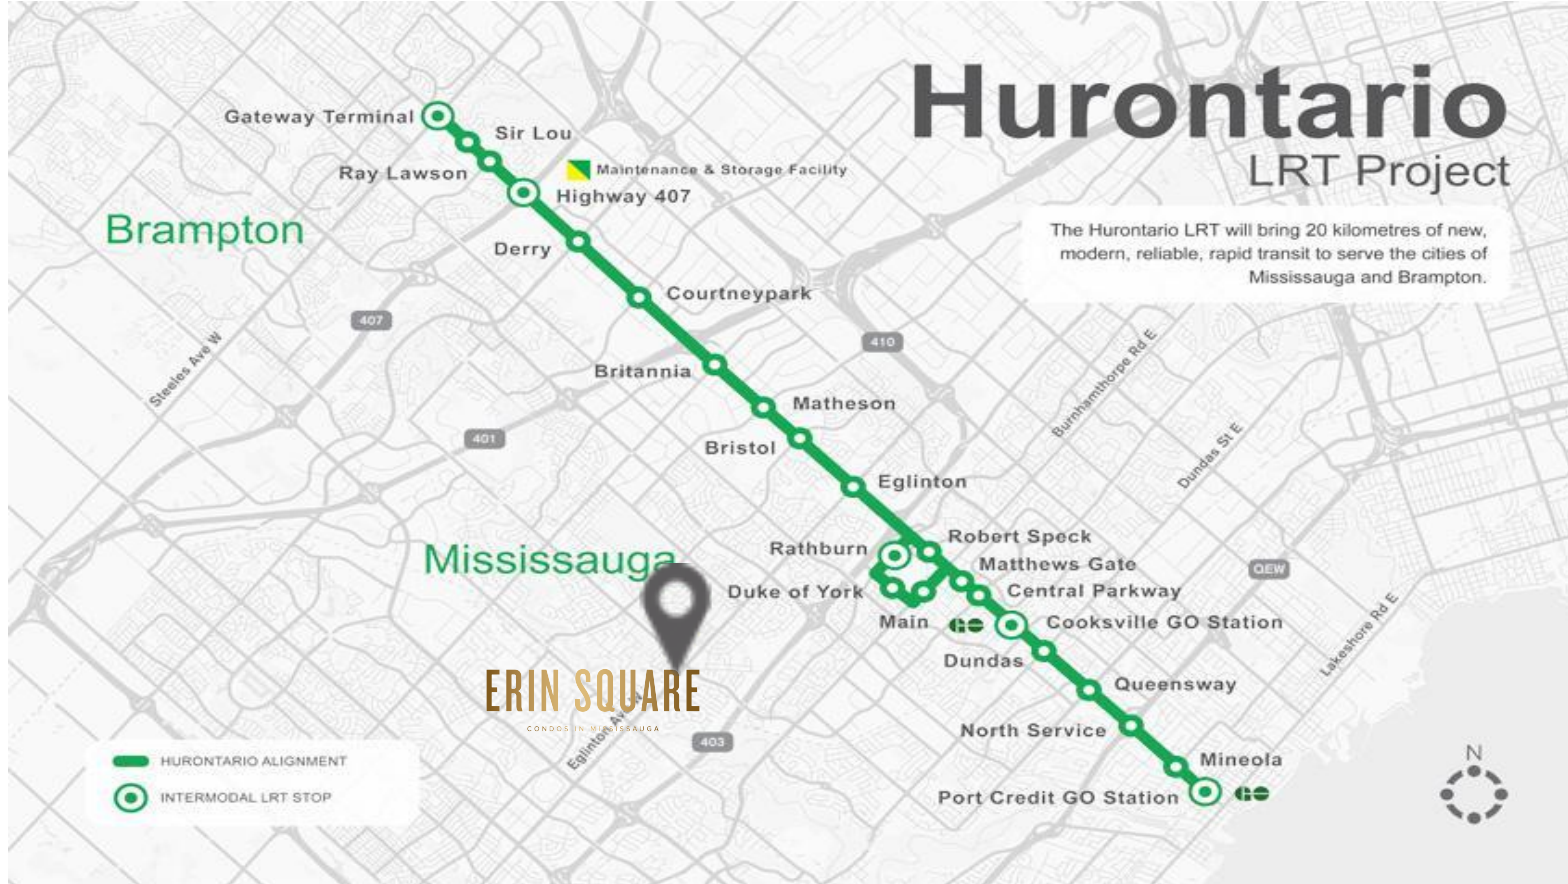 Hurontario
LRT Project
The Hurontario LRT will bring 20 kilometres of new,
modern, reliable, rapid transit to serve the cities of
Mississauga and Brampton.
Gateway Terminal
Sir Lou
Ray Lawson
Maintenance & Storage Facility
Highway 407
Brampton
Derry
Courtneypark
407
410
Steeles Ave W
Britannia
Burnhamthorpe Rd E
Matheson
401
Bristol
Dundas St E
Eglinton
Robert Speck
Rathburn
Mississauga
Matthews Gate
QEW
Duke of York
Central Parkway
Main
GO
Cooksville GO Station
Lakeshore Rd E
Dundas
Queensway
ERIN SQUARE
CONDOS IN MISSISSAUGA
Eglinton Ave W
North Service
403
Mineola
Port Credit GO Station
GO
N
HURONTARIO ALIGNMENT
INTERMODAL LRT STOP